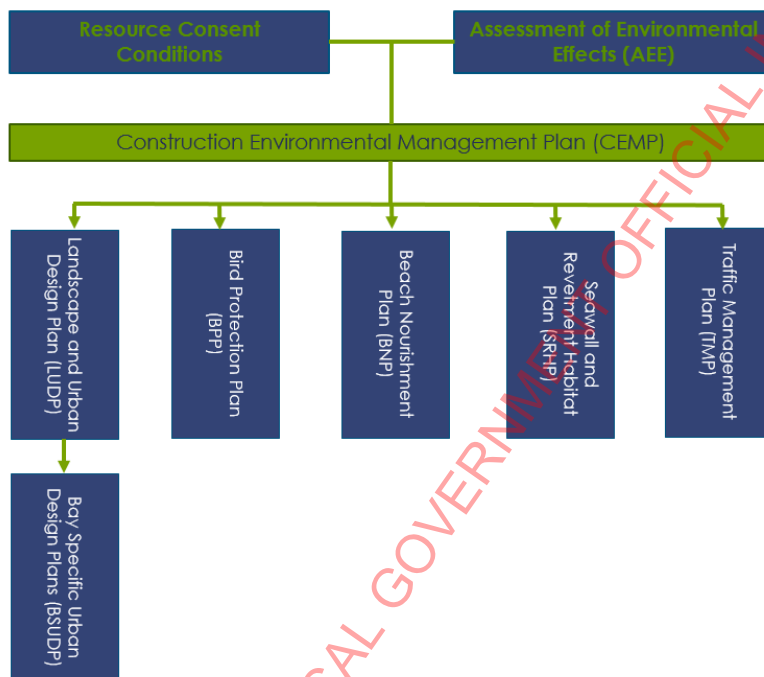 Resource Consent
Conditions
Assessment of Environmental
Effects (AEE)
Construction Environmental Management Plan (CEMP)
Landscape and Urban
Design Plan (LUDP)
Bird Protection Plan
(BPP)
Beach Nourishment
Plan (BNP)
Seawall and
Revetment Habitat
Plan (SRHP)
Traffic Management
Plan (TMP)
Bay Specific Urban
Design Plans (BSUDP)
GOVERNMENT OFFICIAL